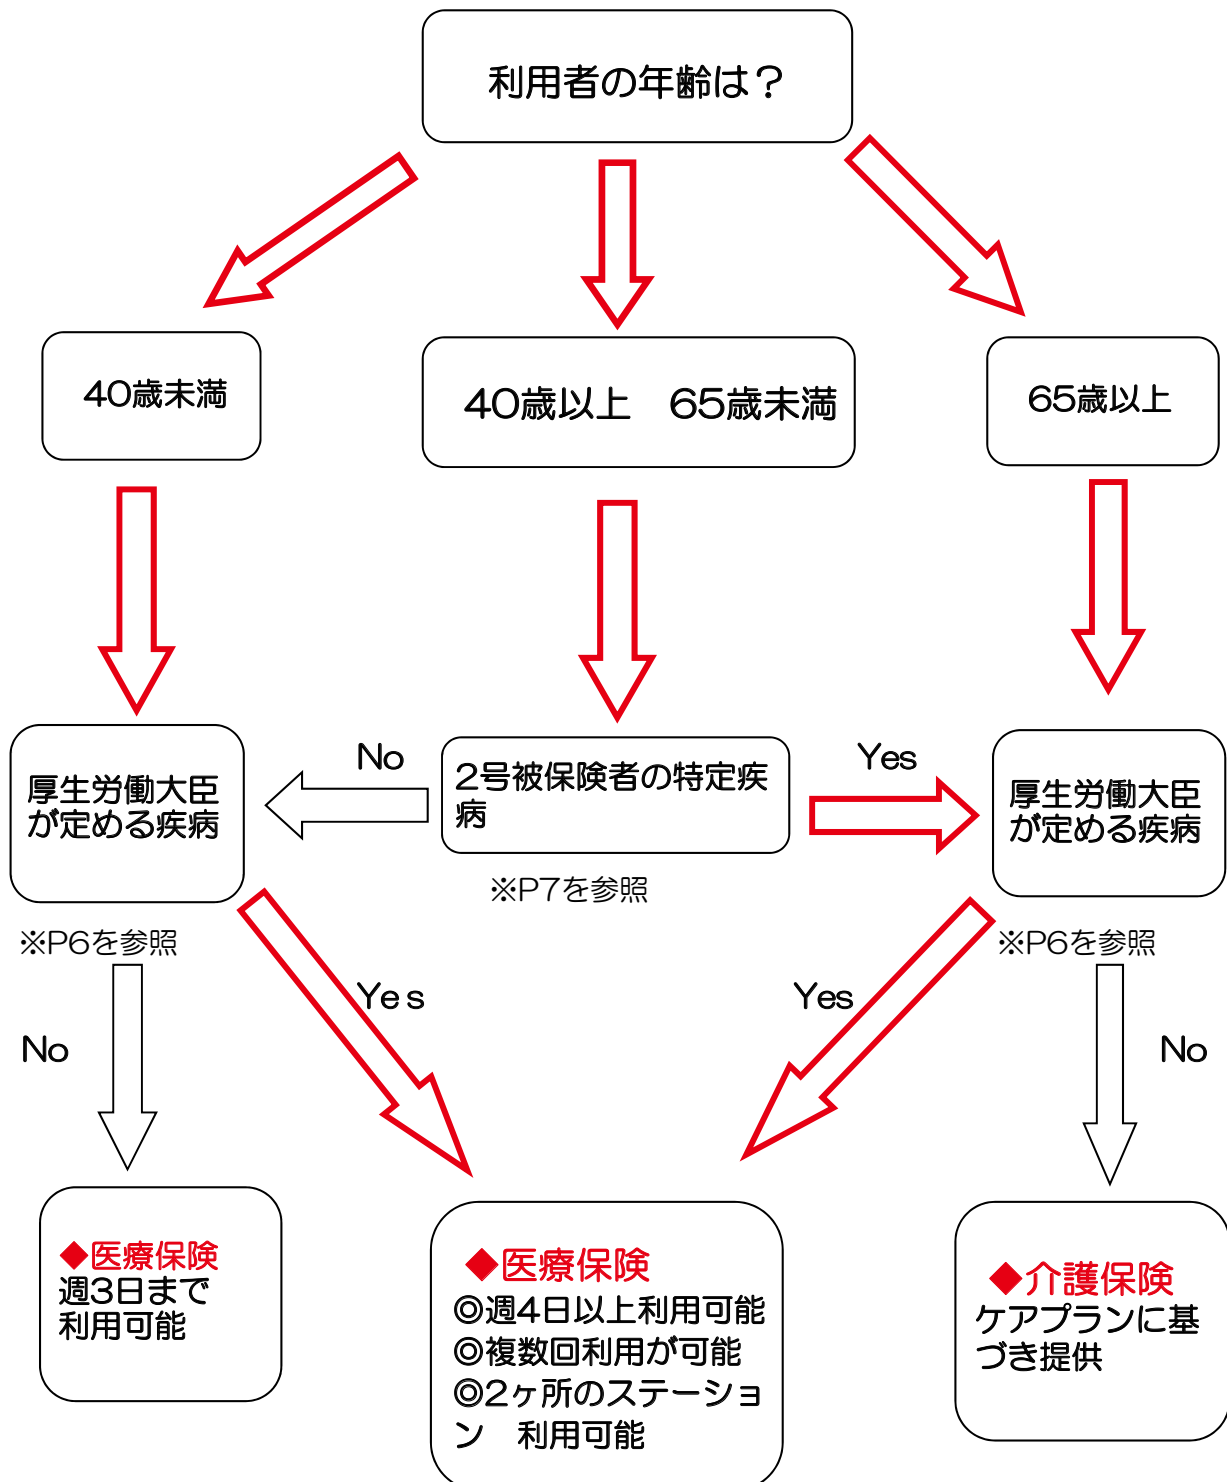 利用者の年齢は？
40歳未満
40歳以上　65歳未満
65歳以上
No
Yes
厚生労働大臣
が定める疾病
2号被保険者の特定疾
病
厚生労働大臣
が定める疾病
※P7を参照
※P6を参照
※P6を参照
Yes
Yes
No
No
◆医療保険
週3日まで
利用可能
◆医療保険
◎週4日以上利用可能
◎複数回利用が可能
◎2ヶ所のステーショ
ン　利用可能
◆介護保険
ケアプランに基
づき提供